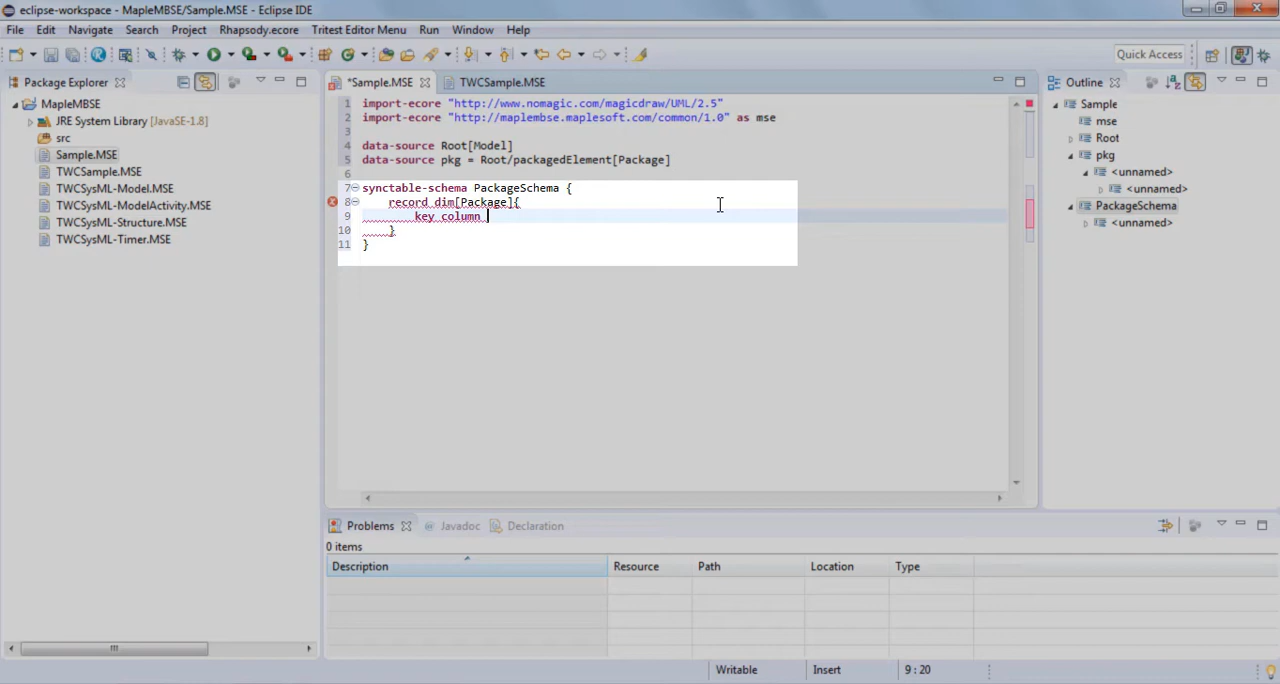 eclipse-workspace - MapleMBSE/Sample.MSE - Eclipse IDE
File Edit Navigate Search Project Rhapsody.ecore Tritest Editor Menu Run Window Help
Quick Access
Package Explorer
MapleMBSE
JRE System Library [JavaSE-1.8]
src
Sample.MSE
TWCSample.MSE
TWCSysML-Model.MSE
TWCSysML-ModelActivity.MSE
TWCSysML-Structure.MSE
TWCSysML-Timer.MSE
*Sample.MSE
TWCSample.MSE
1 import-ecore "http://www.nomagic.com/magicdraw/UML/2.5"
2 import-ecore "http://maplembse.maplesoft.com/common/1.0" as mse
3
4 data-source Root[Model]
5 data-source pkg = Root/packagedElement[Package]
6
7 synctable-schema PackageSchema {
8 record dim[Package]{
9 key column
10 }
11 }
Outline
Sample
mse
Root
pkg
<unnamed>
<unnamed>
PackageSchema
<unnamed>
Problems Javadoc Declaration
0 items
Description Resource Path Location Type
Writable Insert 9 : 20